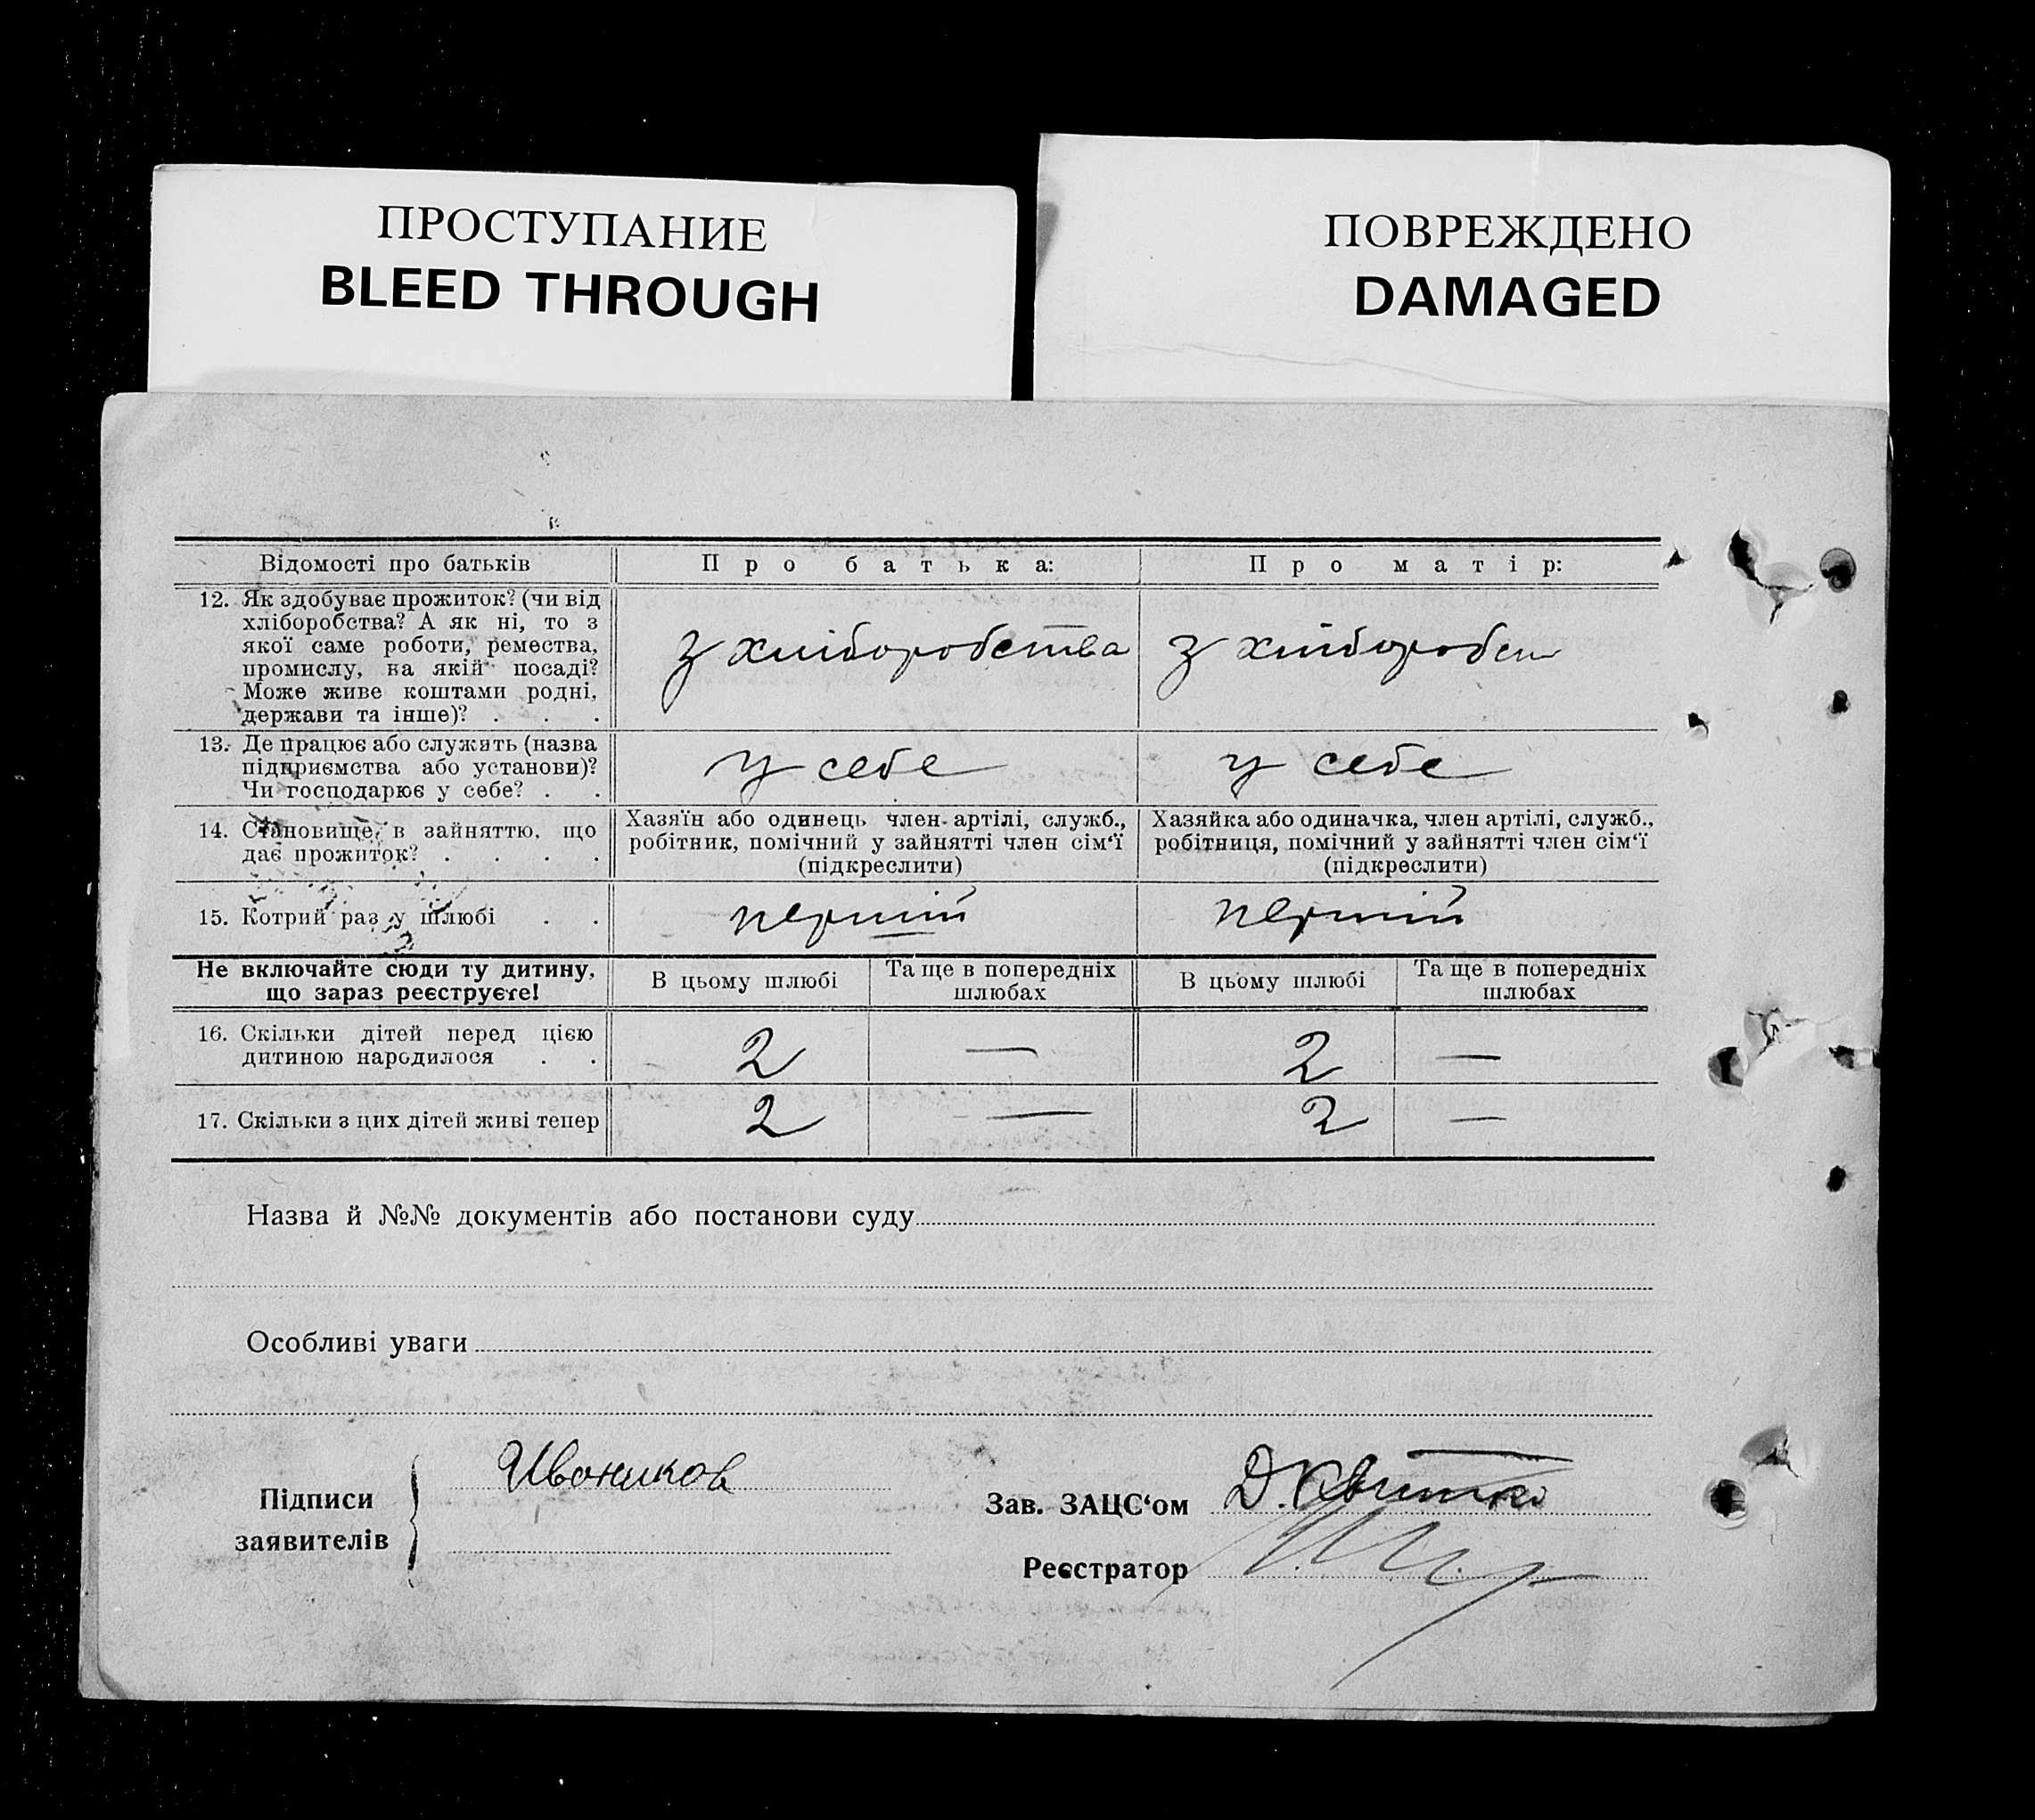 ПРОСТУПАНИЕ
BLEED THROUGH
ПОВРЕЖДЕНО
DAMAGED
Відомості про батьків
Про батька:
Про матір:
12. Як здобуває прожиток? (чи від
хліборобства? А як ні, то з
якої саме роботи, ремества,
промислу, на якій посаді?
Може живе коштами родні,
держави та інше)? . . .
з хліборобства
з хліборобст
13. Де працює або служить (назва
підприємства або установи)?
Чи господарює у себе? . .
у себе
у себе
14. Становище, в зайняттю, що
дає прожиток? . . . .
Хазяїн або одинець член артілі, служб.,
робітник, помічний у зайнятті член сім'ї
(підкреслити)
Хазяйка або одиначка, член артілі, служб.,
робітниця, помічний у зайнятті член сім'ї
(підкреслити)
15. Котрий раз у шлюбі . .
перший
перший
Не включайте сюди ту дитину,
що зараз реєструєте!
В цьому шлюбі
Та ще в попередніх
шлюбах
В цьому шлюбі
Та ще в попередніх
шлюбах
16. Скільки дітей перед цією
дитиною народилося . .
2
—
2
—
17. Скільки з цих дітей живі тепер
2
—
2
—
Назва й №№ документів або постанови суду
Особливі уваги
Підписи
заявителів
Зав. ЗАЦС'ом
Д. Квітко
Реєстратор